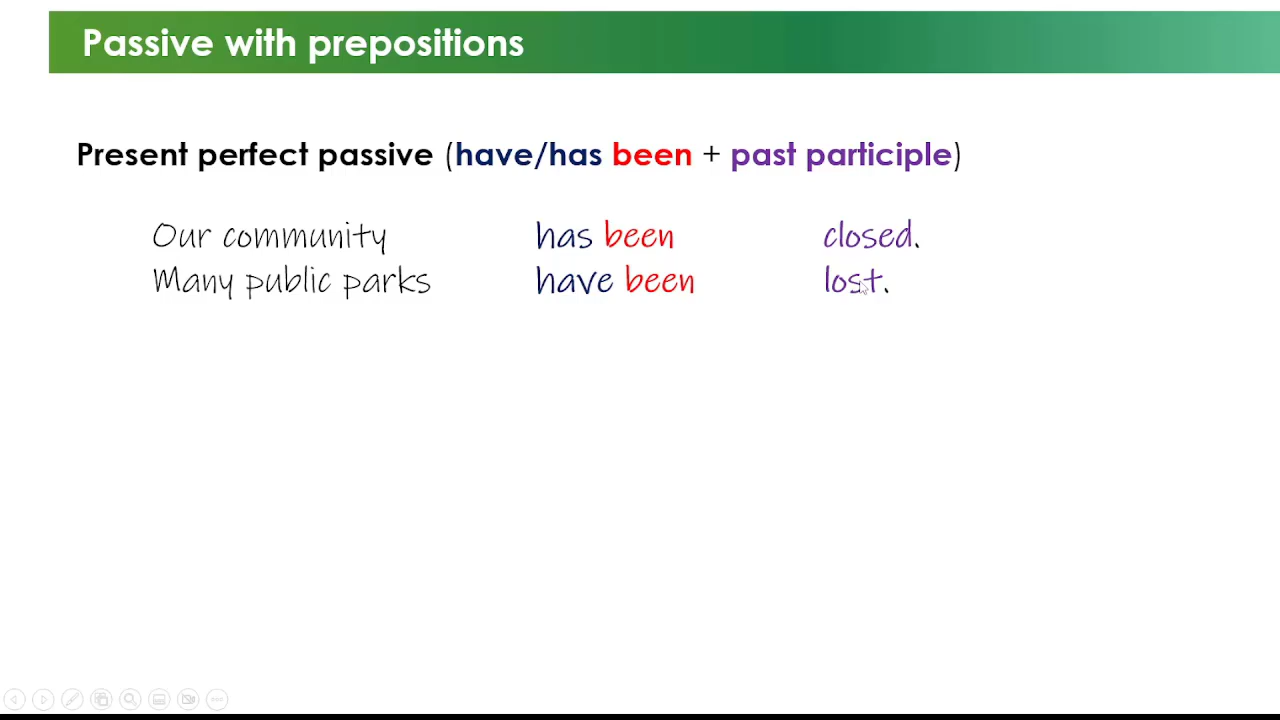 Passive with prepositions
Present perfect passive (have/has been + past participle)
Our community has been closed.
Many public parks have been lost.